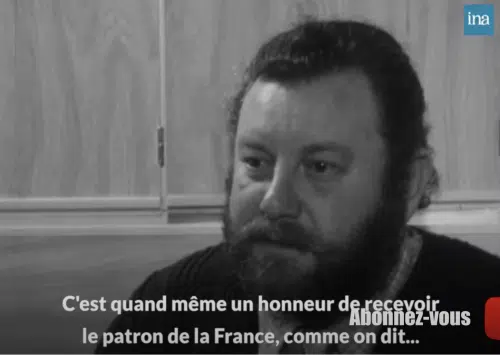 ina
C'est quand même un honneur de recevoir
le patron de la France, comme on dit...
Abonnez-vous